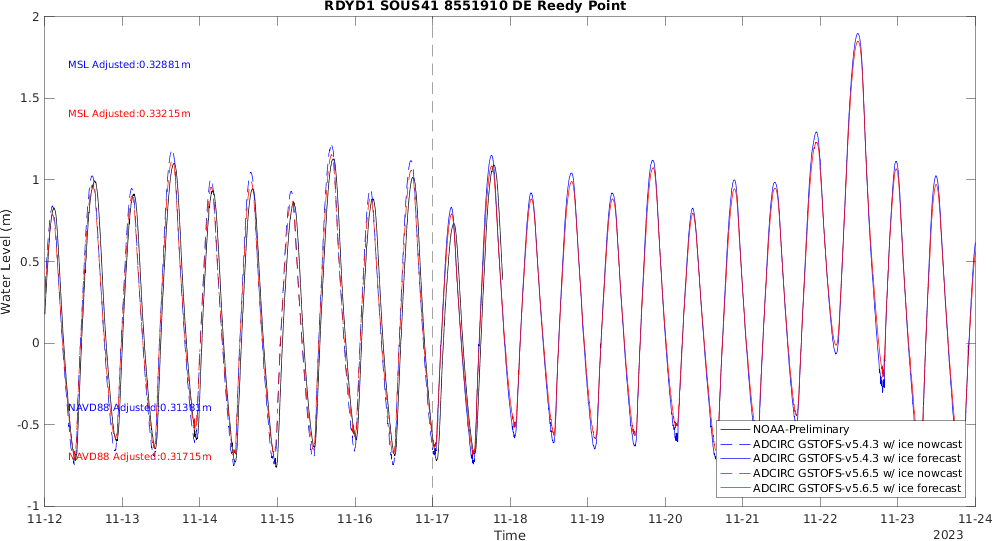 RDYD1 SOUS41 8551910 DE Reedy Point
2
1.5
1
0.5
0
-0.5
-1
Water Level (m)
MSL Adjusted:0.32881m
MSL Adjusted:0.33215m
NAVD88 Adjusted:0.31381m
NAVD88 Adjusted:0.31715m
NOAA-Preliminary
ADCIRC GSTOFS-v5.4.3 w/ ice nowcast
ADCIRC GSTOFS-v5.4.3 w/ ice forecast
ADCIRC GSTOFS-v5.6.5 w/ ice nowcast
ADCIRC GSTOFS-v5.6.5 w/ ice forecast
11-12 11-13 11-14 11-15 11-16 11-17 11-18 11-19 11-20 11-21 11-22 11-23 11-24
Time
2023